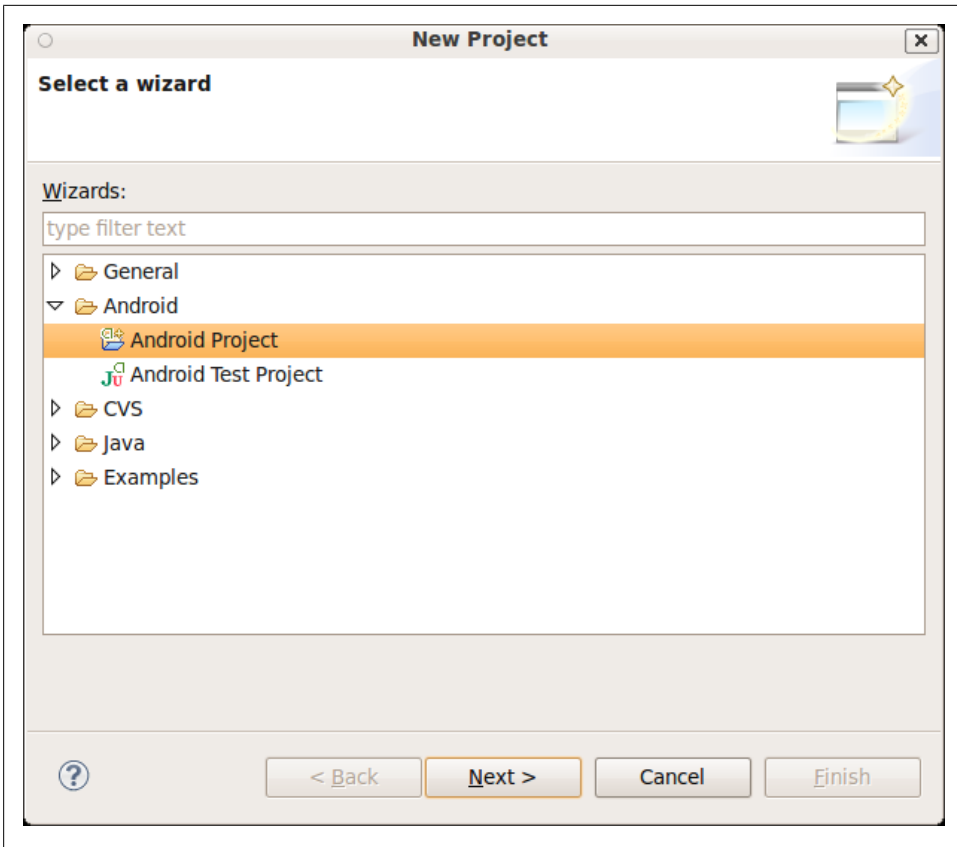 New Project
Select a wizard
Wizards:
type filter text
General
Android
Android Project
Android Test Project
CVS
Java
Examples
< Back Next > Cancel Finish